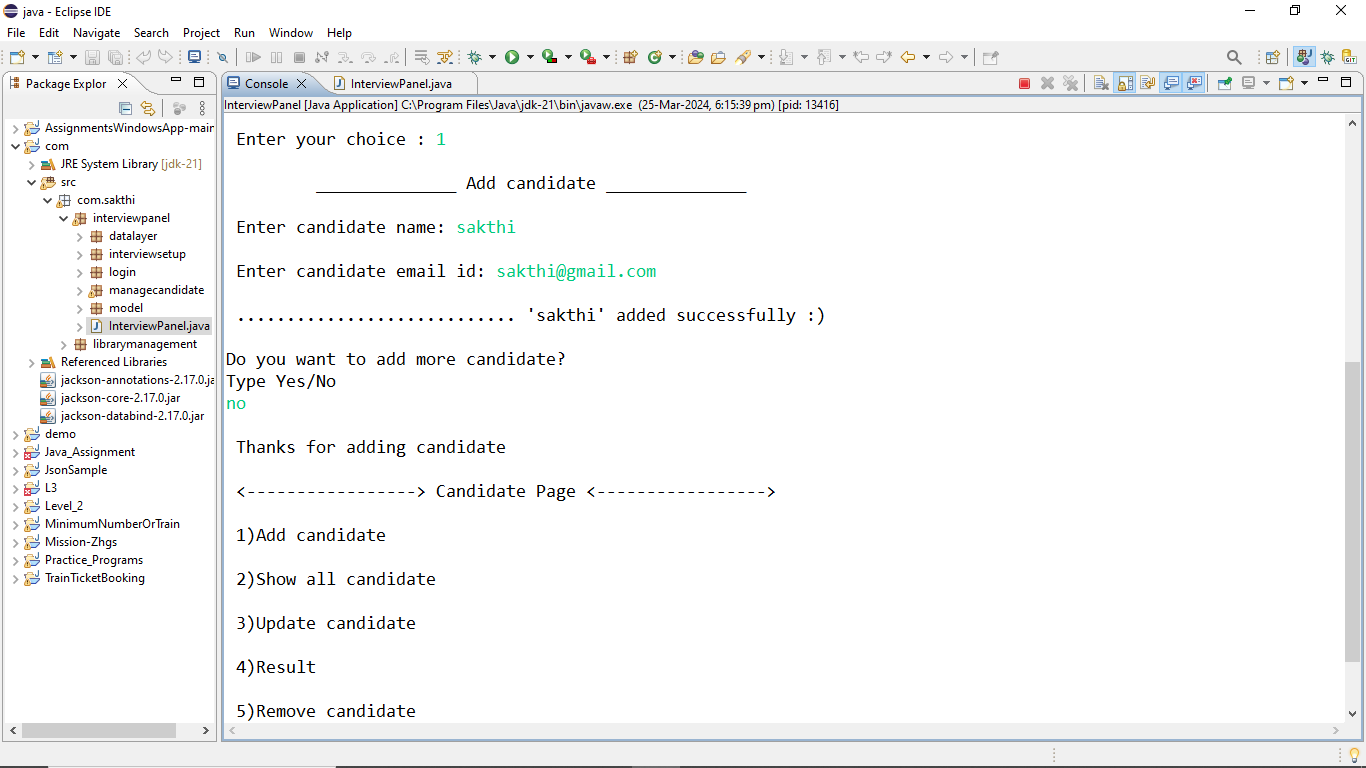 java - Eclipse IDE
File Edit Navigate Search Project Run Window Help
Package Explor
Console
InterviewPanel.java
InterviewPanel [Java Application] C:\Program Files\Java\jdk-21\bin\javaw.exe (25-Mar-2024, 6:15:39 pm) [pid: 13416]
AssignmentsWindowsApp-main
com
JRE System Library [jdk-21]
src
com.sakthi
interviewpanel
datalayer
interviewsetup
login
managecandidate
model
InterviewPanel.java
librarymanagement
Referenced Libraries
jackson-annotations-2.17.0.ja
jackson-core-2.17.0.jar
jackson-databind-2.17.0.jar
demo
Java_Assignment
JsonSample
L3
Level_2
MinimumNumberOrTrain
Mission-Zhgs
Practice_Programs
TrainTicketBooking
Enter your choice : 1
______________ Add candidate ______________
Enter candidate name: sakthi
Enter candidate email id: sakthi@gmail.com
............................ 'sakthi' added successfully :)
Do you want to add more candidate?
Type Yes/No
no
Thanks for adding candidate
<-----------------> Candidate Page <----------------->
1)Add candidate
2)Show all candidate
3)Update candidate
4)Result
5)Remove candidate